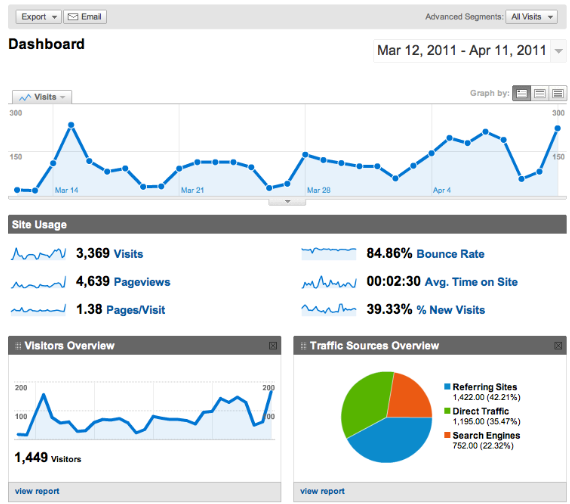 Export Email Advanced Segments: All Visits
Dashboard
Mar 12, 2011 - Apr 11, 2011
Visits Graph by:
300 300
150 150
Mar 14 Mar 21 Mar 28 Apr 4
Site Usage
3,369 Visits 84.86% Bounce Rate
4,639 Pageviews 00:02:30 Avg. Time on Site
1.38 Pages/Visit 39.33% % New Visits
Visitors Overview
200 200
100 100
1,449 Visitors
view report
Traffic Sources Overview
Referring Sites
1,422.00 (42.21%)
Direct Traffic
1,195.00 (35.47%)
Search Engines
752.00 (22.32%)
view report